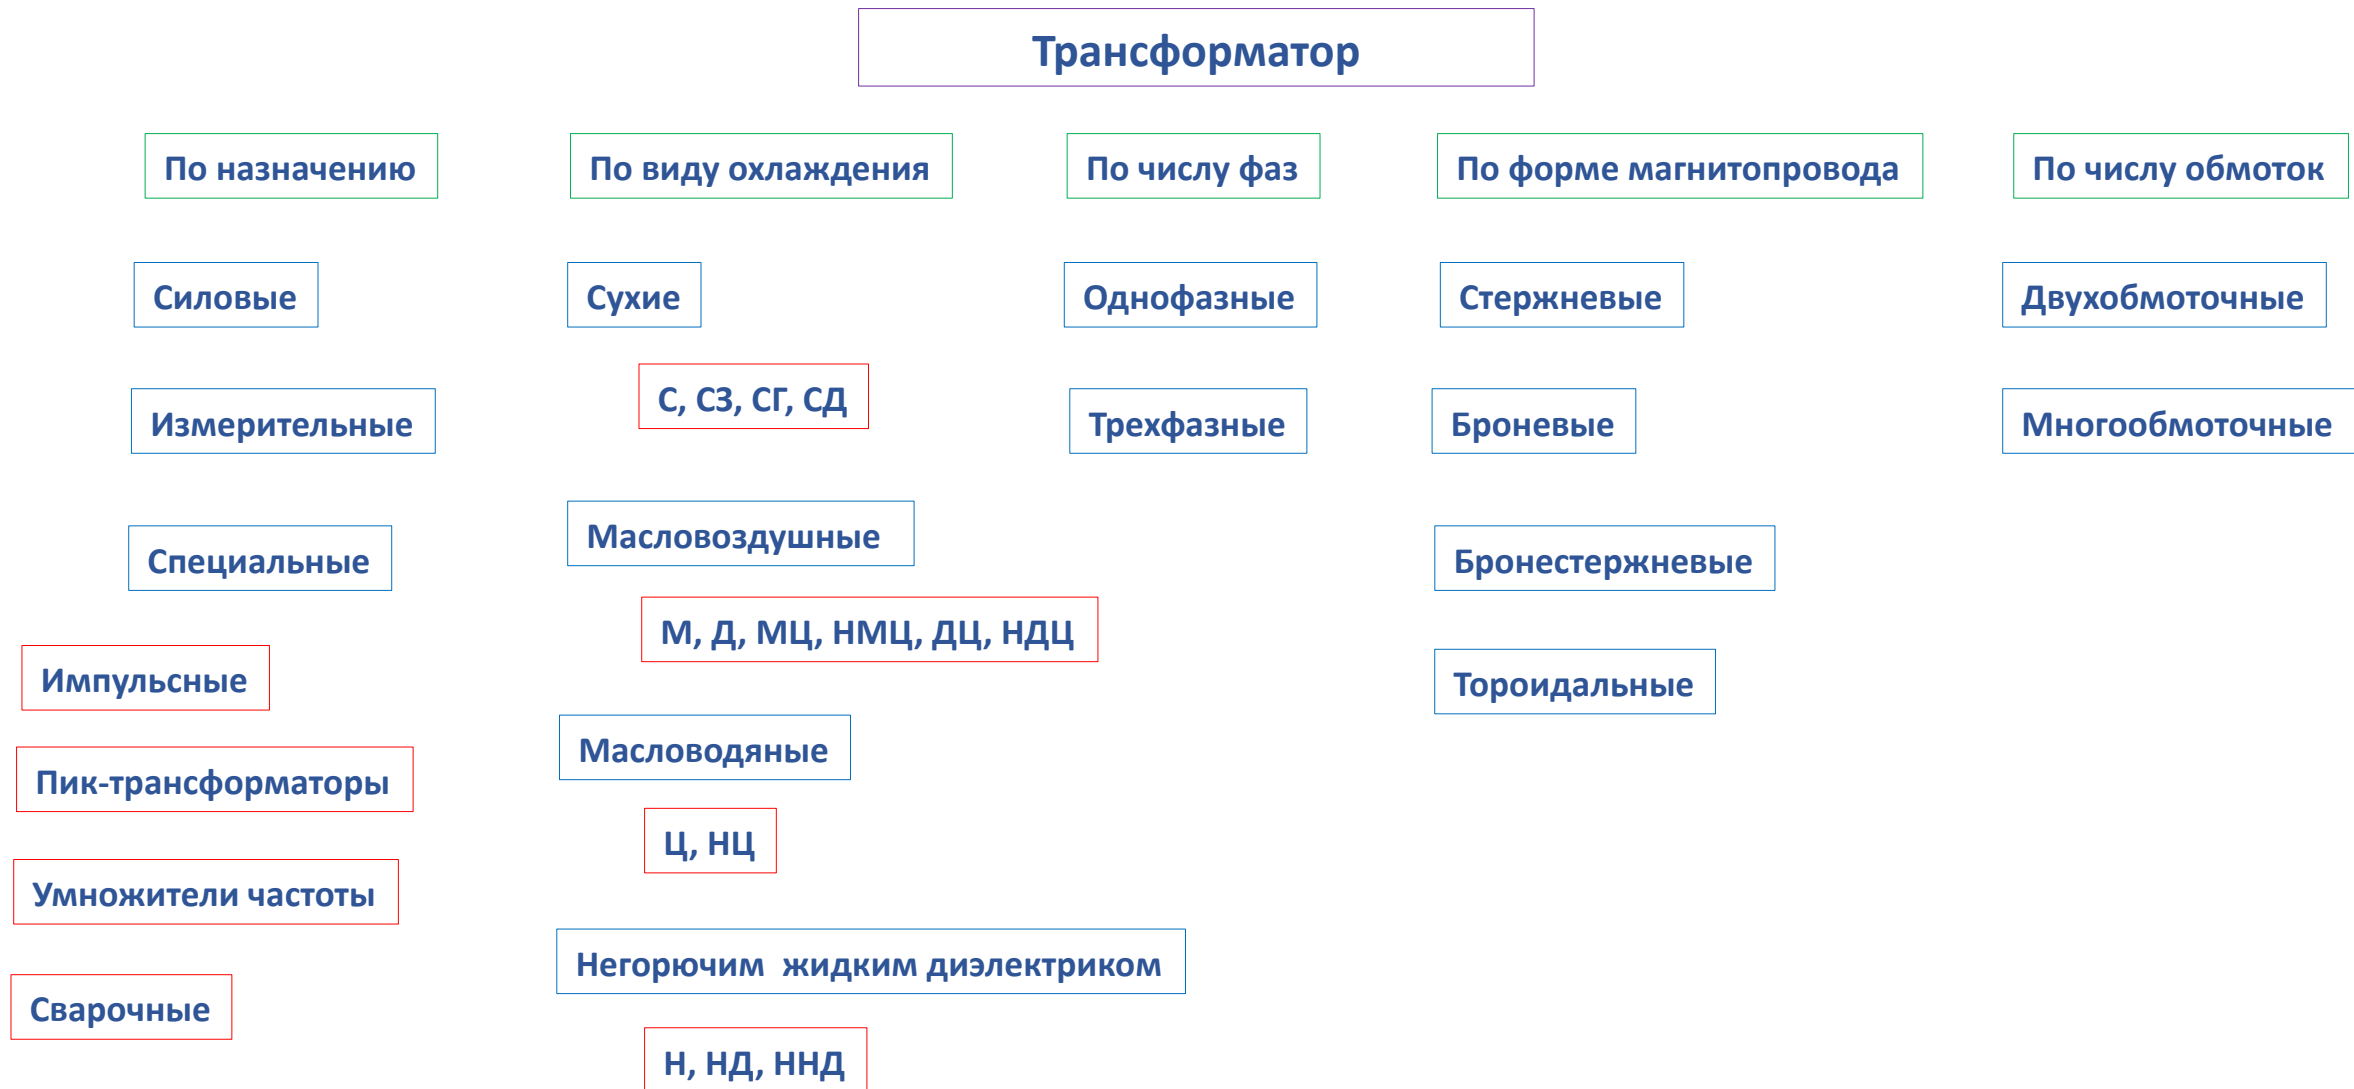 Трансформатор
По назначению
По виду охлаждения
По числу фаз
По форме магнитопровода
По числу обмоток
Силовые
Сухие
Однофазные
Стержневые
Двухобмоточные
С, СЗ, СГ, СД
Измерительные
Трехфазные
Броневые
Многообмоточные
Масловоздушные
Специальные
Бронестержневые
М, Д, МЦ, НМЦ, ДЦ, НДЦ
Импульсные
Тороидальные
Масловодяные
Пик-трансформаторы
Ц, НЦ
Умножители частоты
Негорючим жидким диэлектриком
Сварочные
Н, НД, ННД